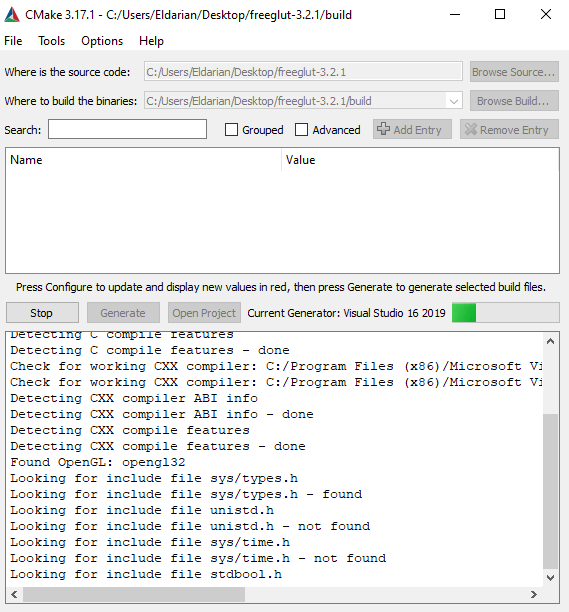 CMake 3.17.1 - C:/Users/Eldarian/Desktop/freeglut-3.2.1/build
File Tools Options Help
Where is the source code: C:/Users/Eldarian/Desktop/freeglut-3.2.1 Browse Source...
Where to build the binaries: C:/Users/Eldarian/Desktop/freeglut-3.2.1/build Browse Build...
Search: Grouped Advanced Add Entry Remove Entry
Name Value
Press Configure to update and display new values in red, then press Generate to generate selected build files.
Stop Generate Open Project Current Generator: Visual Studio 16 2019
Detecting C compile features
Detecting C compile features - done
Check for working CXX compiler: C:/Program Files (x86)/Microsoft Vi
Check for working CXX compiler: C:/Program Files (x86)/Microsoft Vi
Detecting CXX compiler ABI info
Detecting CXX compiler ABI info - done
Detecting CXX compile features
Detecting CXX compile features - done
Found OpenGL: opengl32
Looking for include file sys/types.h
Looking for include file sys/types.h - found
Looking for include file unistd.h
Looking for include file unistd.h - not found
Looking for include file sys/time.h
Looking for include file sys/time.h - not found
Looking for include file stdbool.h